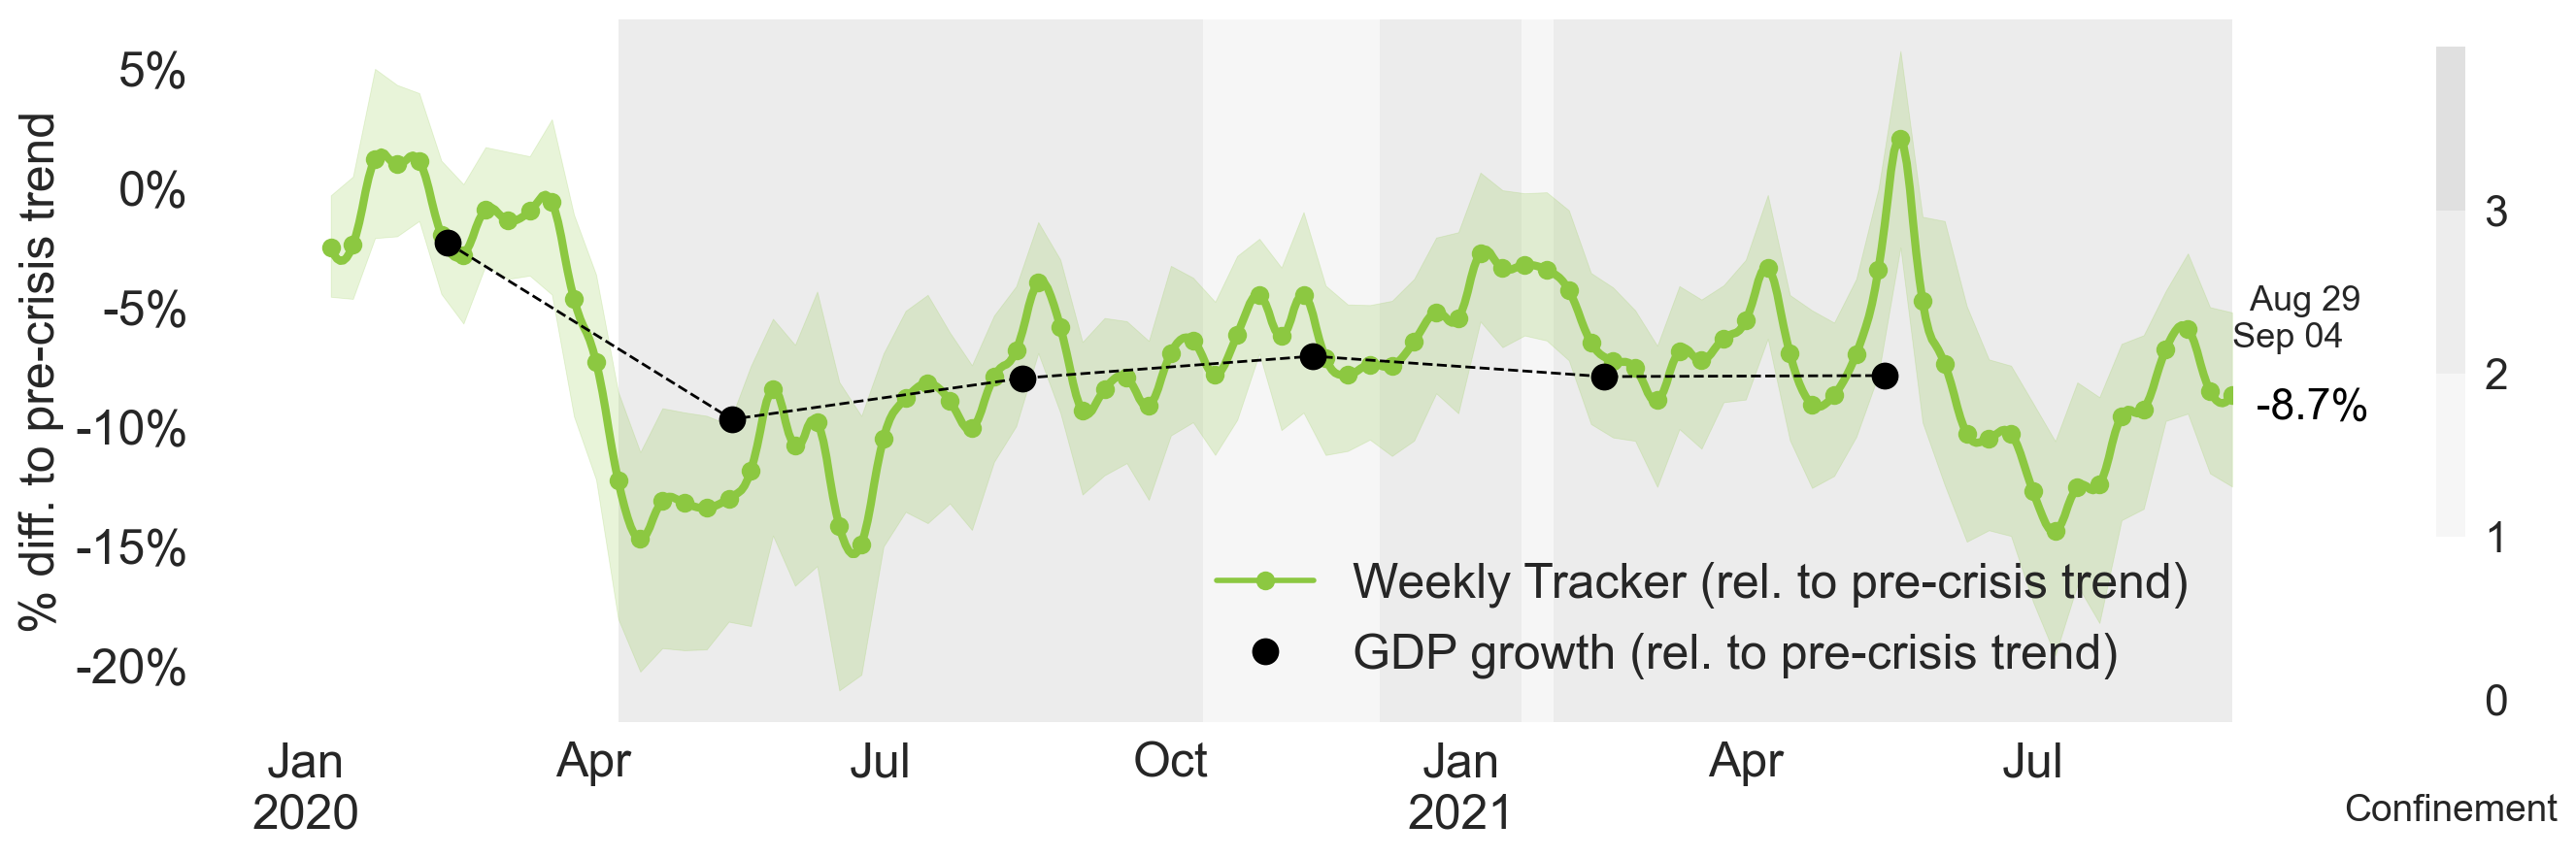 % diff. to pre-crisis trend
5%
0%
-5%
-10%
-15%
-20%
Jan
2020
Apr
Jul
Oct
Jan
2021
Apr
Jul
Weekly Tracker (rel. to pre-crisis trend)
GDP growth (rel. to pre-crisis trend)
Aug 29
Sep 04
-8.7%
3
2
1
0
Confinement